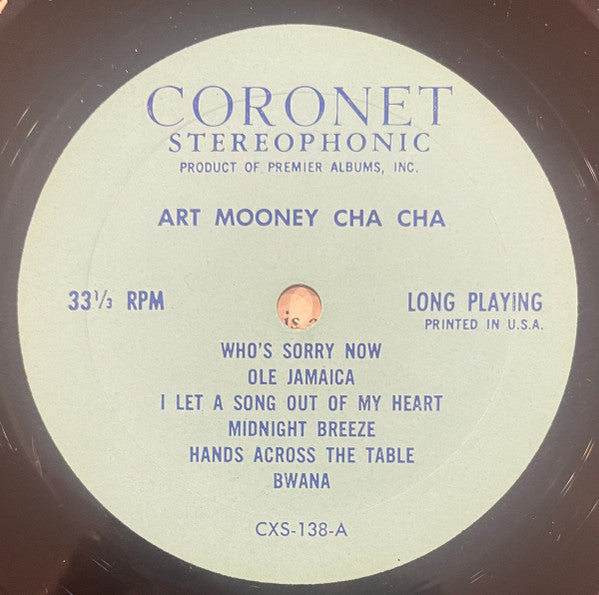 CORONET
STEREOPHONIC
PRODUCT OF PREMIER ALBUMS, INC.
ART MOONEY CHA CHA
33⅓ RPM
LONG PLAYING
PRINTED IN U.S.A.
is
WHO'S SORRY NOW
OLE JAMAICA
I LET A SONG OUT OF MY HEART
MIDNIGHT BREEZE
HANDS ACROSS THE TABLE
BWANA
CXS-138-A